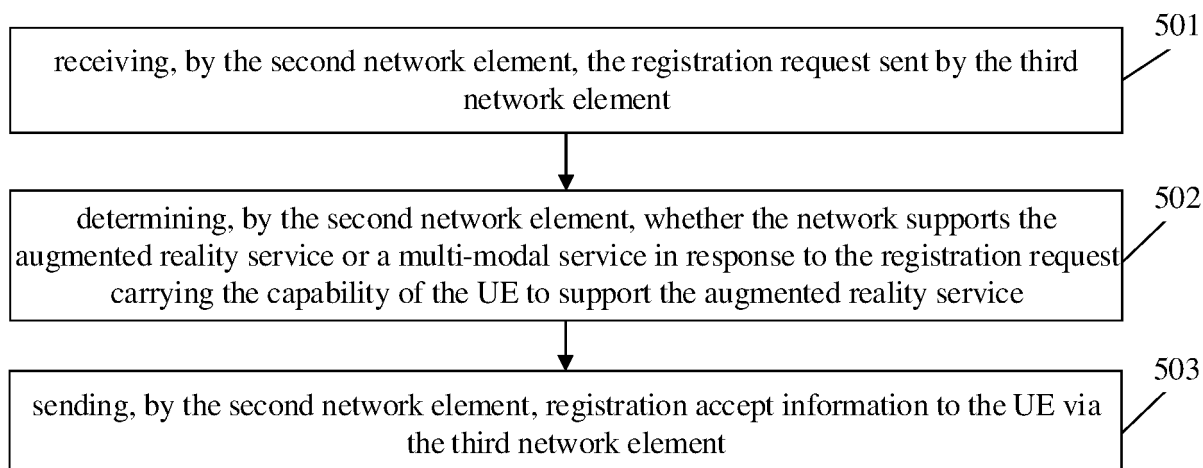 501
receiving, by the second network element, the registration request sent by the third
network element
502
determining, by the second network element, whether the network supports the
augmented reality service or a multi-modal service in response to the registration request
carrying the capability of the UE to support the augmented reality service
503
sending, by the second network element, registration accept information to the UE via
the third network element